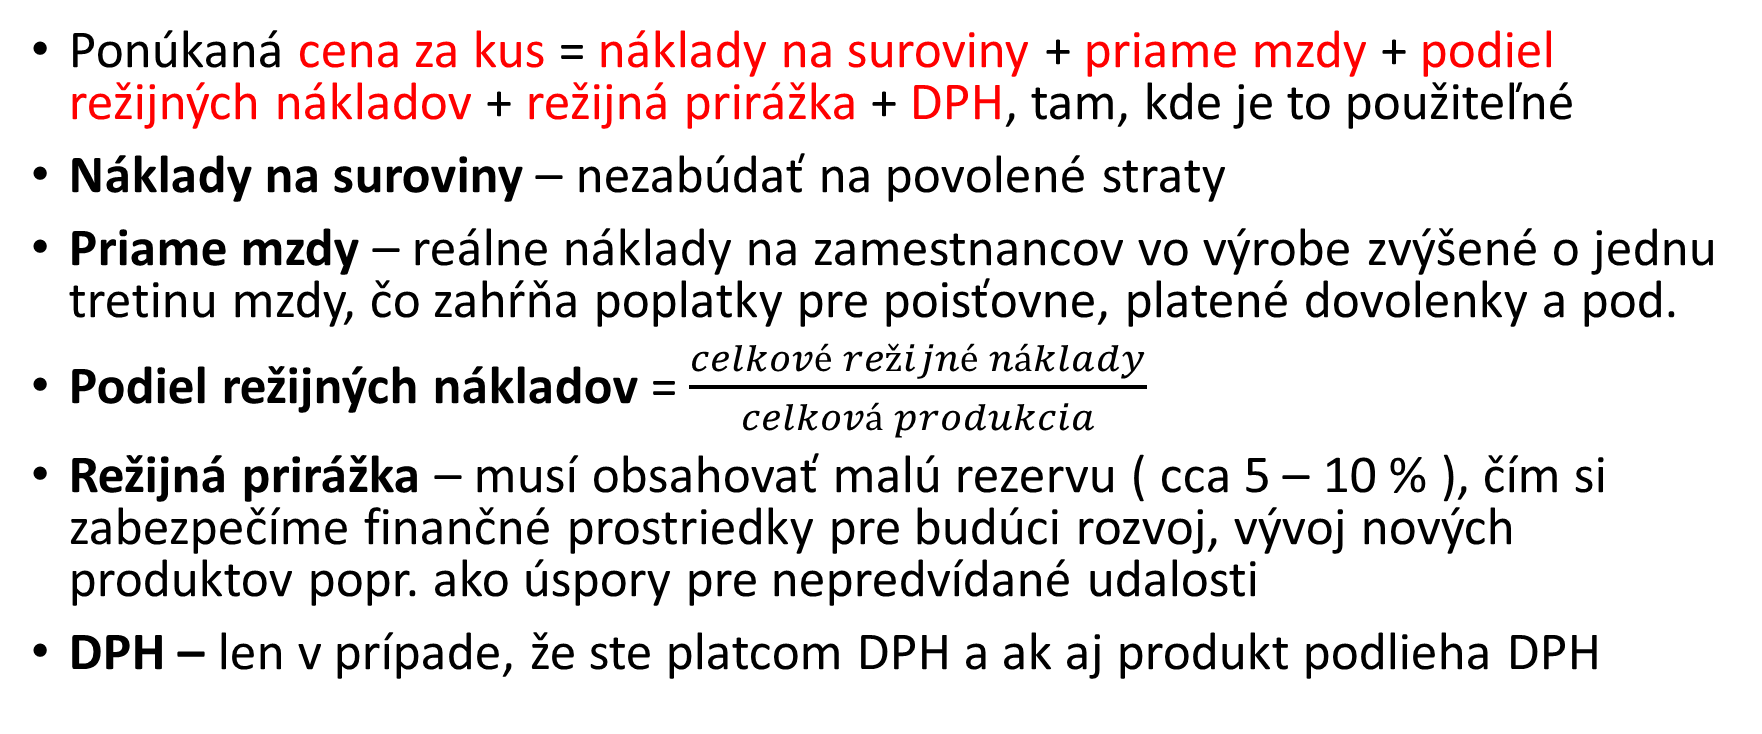 • Ponúkaná cena za kus = náklady na suroviny + priame mzdy + podiel
režijných nákladov + režijná prirážka + DPH, tam, kde je to použiteľné
• Náklady na suroviny – nezabúdať na povolené straty
• Priame mzdy – reálne náklady na zamestnancov vo výrobe zvýšené o jednu
tretinu mzdy, čo zahŕňa poplatky pre poisťovne, platené dovolenky a pod.
• Podiel režijných nákladov = celkové režijné náklady
celková produkcia
• Režijná prirážka – musí obsahovať malú rezervu ( cca 5 – 10 % ), čím si
zabezpečíme finančné prostriedky pre budúci rozvoj, vývoj nových
produktov popr. ako úspory pre nepredvídané udalosti
• DPH – len v prípade, že ste platcom DPH a ak aj produkt podlieha DPH